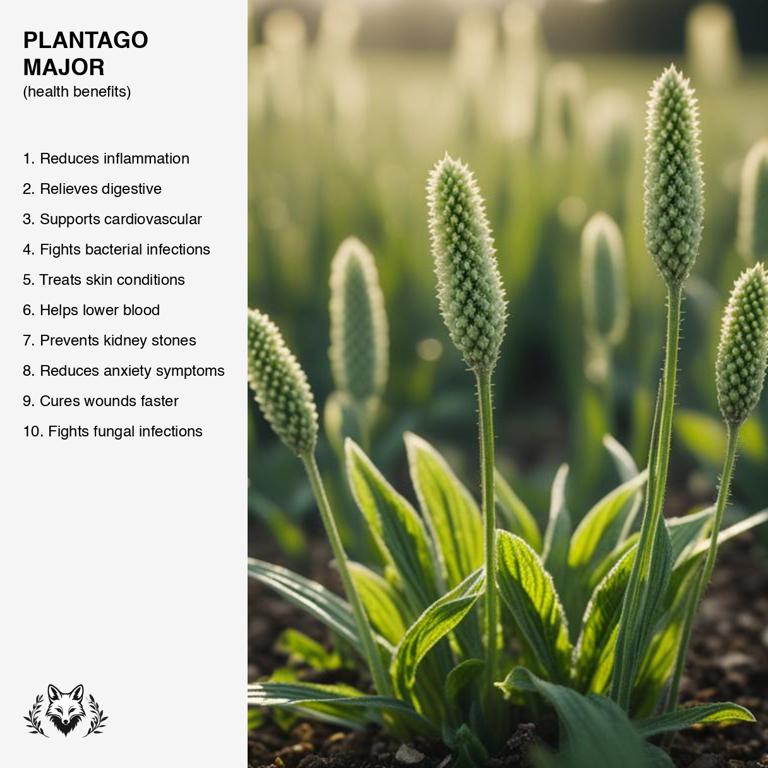 PLANTAGO
MAJOR
(health benefits)
1. Reduces inflammation
2. Relieves digestive
3. Supports cardiovascular
4. Fights bacterial infections
5. Treats skin conditions
6. Helps lower blood
7. Prevents kidney stones
8. Reduces anxiety symptoms
9. Cures wounds faster
10. Fights fungal infections